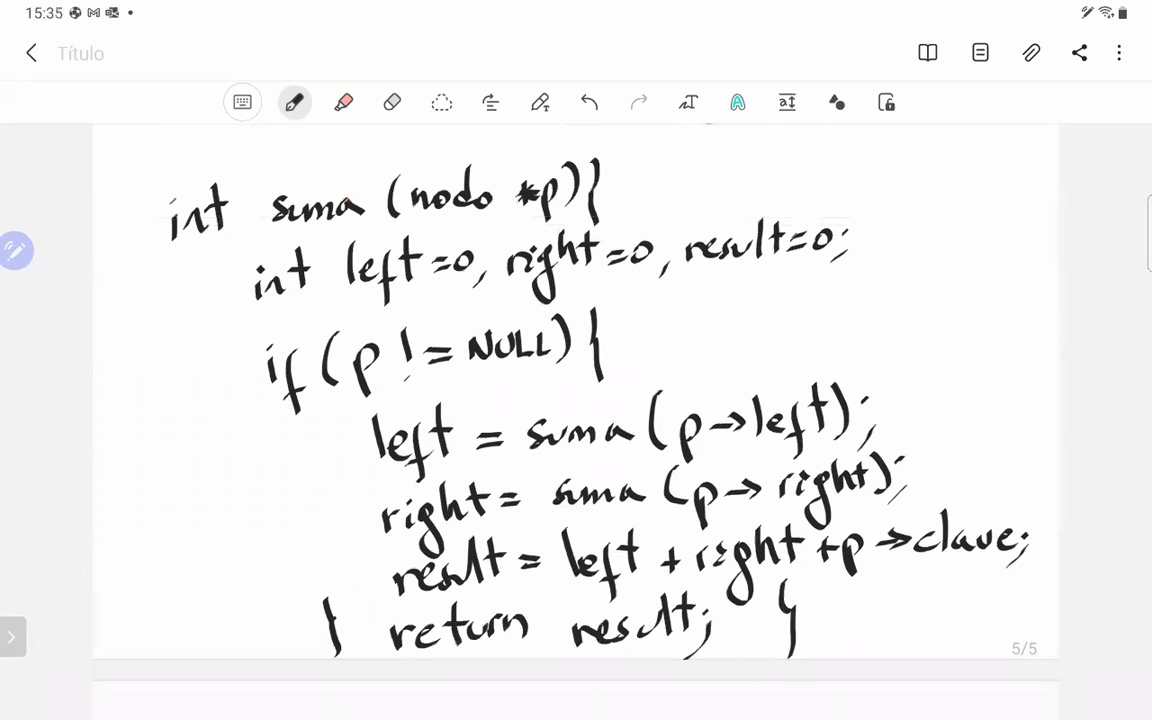 15:35
Título
int suma (nodo *p){
int left=0, right=0, result=0;
if (p != NULL) {
left = suma (p->left);
right = suma (p-> right);
result = left + right +p->clave;
} return result; }
5/5